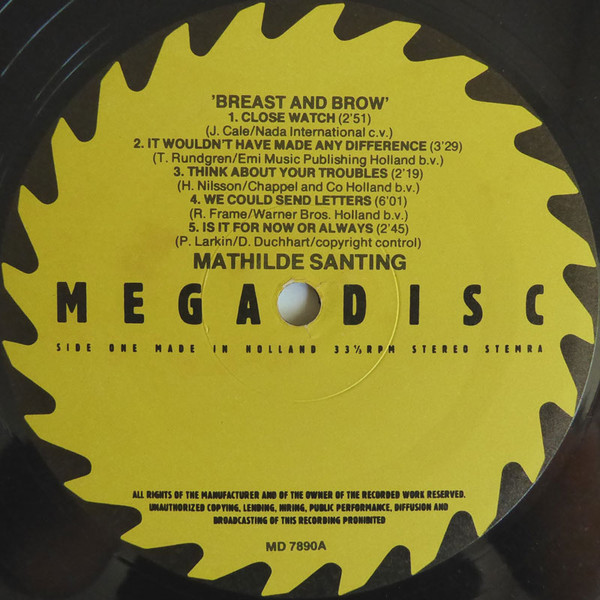 'BREAST AND BROW'
1. CLOSE WATCH (2'51)
(J. Cale/Nada International c.v.)
2. IT WOULDN'T HAVE MADE ANY DIFFERENCE (3'29)
(T. Rundgren/Emi Music Publishing Holland b.v.)
3. THINK ABOUT YOUR TROUBLES (2'19)
(H. Nilsson/Chappel and Co Holland b.v.)
4. WE COULD SEND LETTERS (6'01)
(R. Frame/Warner Bros. Holland b.v.)
5. IS IT FOR NOW OR ALWAYS (2'45)
(P. Larkin/D. Duchhart/copyright control)
MATHILDE SANTING
MEGADISC
SIDE ONE MADE IN HOLLAND 33⅓RPM STEREO STEMRA
ALL RIGHTS OF THE MANUFACTURER AND OF THE OWNER OF THE RECORDED WORK RESERVED.
UNAUTHORIZED COPYING, LENDING, HIRING, PUBLIC PERFORMANCE, DIFFUSION AND
BROADCASTING OF THIS RECORDING PROHIBITED
MD 7890A